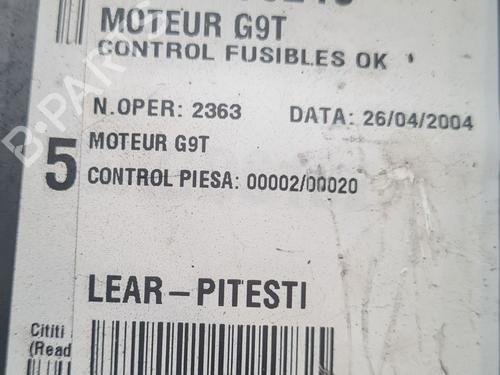 MOTEUR G9T
CONTROL FUSIBLES OK
N.OPER: 2363 DATA: 26/04/2004
5 MOTEUR G9T
CONTROL PIESA: 00002/00020
LEAR-PITESTI
Cititi
(Read
B-PARTS